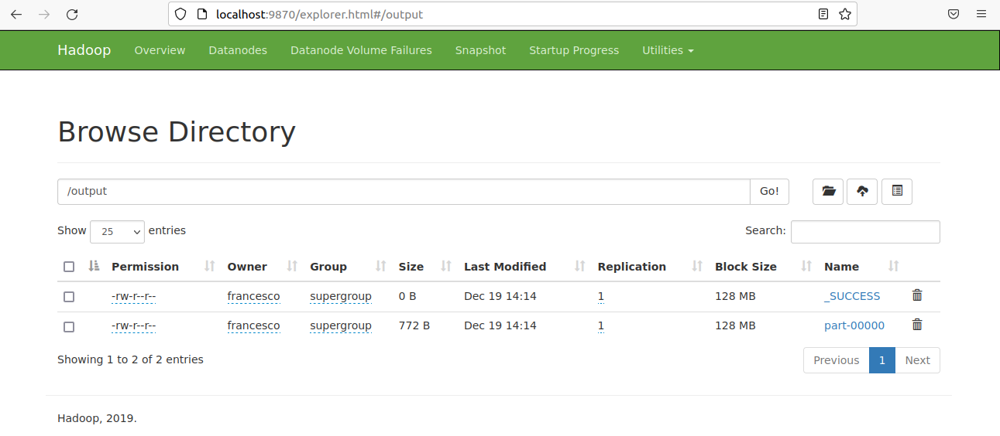 localhost:9870/explorer.html#/output
Hadoop Overview Datanodes Datanode Volume Failures Snapshot Startup Progress Utilities
Browse Directory
/output Go!
Show 25 entries Search:
Permission Owner Group Size Last Modified Replication Block Size Name
-rw-r--r-- francesco supergroup 0 B Dec 19 14:14 1 128 MB _SUCCESS
-rw-r--r-- francesco supergroup 772 B Dec 19 14:14 1 128 MB part-00000
Showing 1 to 2 of 2 entries Previous 1 Next
Hadoop, 2019.